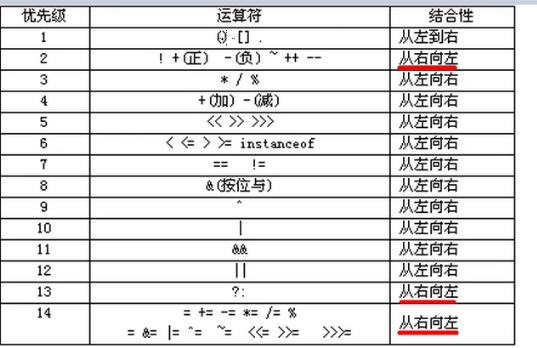 优先级 运算符 结合性
1 () [] . 从左到右
2 ! +(正) -(负) ~ ++ -- 从右向左
3 * / % 从左向右
4 +(加) -(减) 从左向右
5 << >> >>> 从左向右
6 < <= > >= instanceof 从左向右
7 == != 从左向右
8 &(按位与) 从左向右
9 ^ 从左向右
10 | 从左向右
11 && 从左向右
12 || 从左向右
13 ?: 从右向左
14 = += -= *= /= % 从右向左
= &= |= ^= ~= <<= >>= >>>=